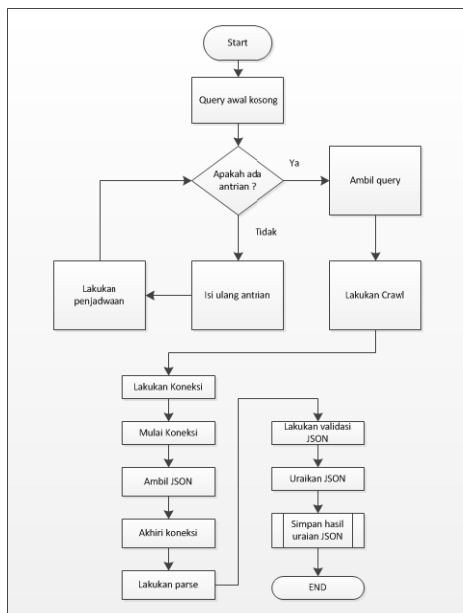 Start
Query awal kosong
Apakah ada
antrian ?
Ya
Ambil query
Tidak
Lakukan
penjadwaan
Isi ulang antrian
Lakukan Crawl
Lakukan Koneksi
Mulai Koneksi
Ambil JSON
Akhiri koneksi
Lakukan parse
Lakukan validasi
JSON
Uraikan JSON
Simpan hasil
uraian JSON
END